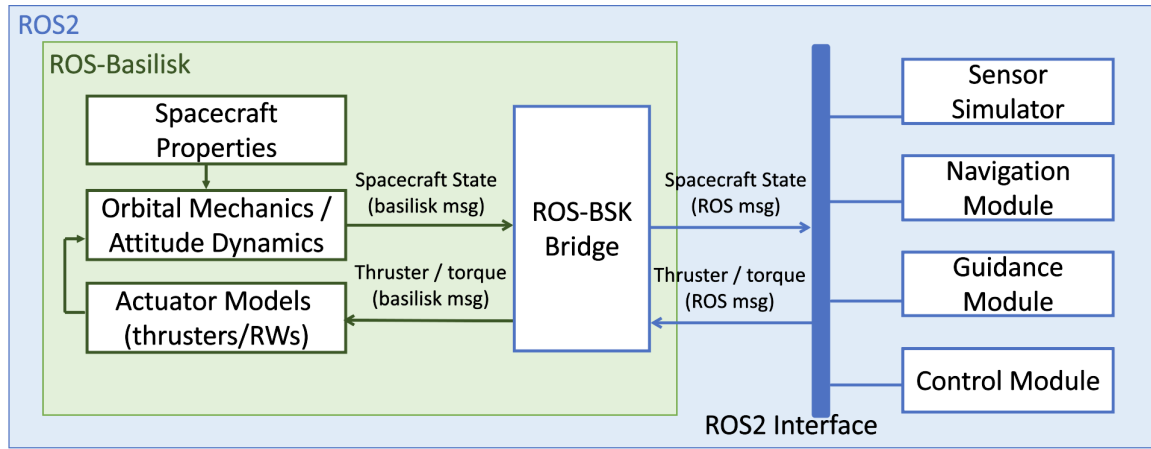 ROS2
ROS-Basilisk
Spacecraft
Properties
Orbital Mechanics /
Attitude Dynamics
Actuator Models
(thrusters/RWs)
Spacecraft State
(basilisk msg)
Thruster / torque
(basilisk msg)
ROS-BSK
Bridge
Spacecraft State
(ROS msg)
Thruster / torque
(ROS msg)
ROS2 Interface
Sensor
Simulator
Navigation
Module
Guidance
Module
Control Module